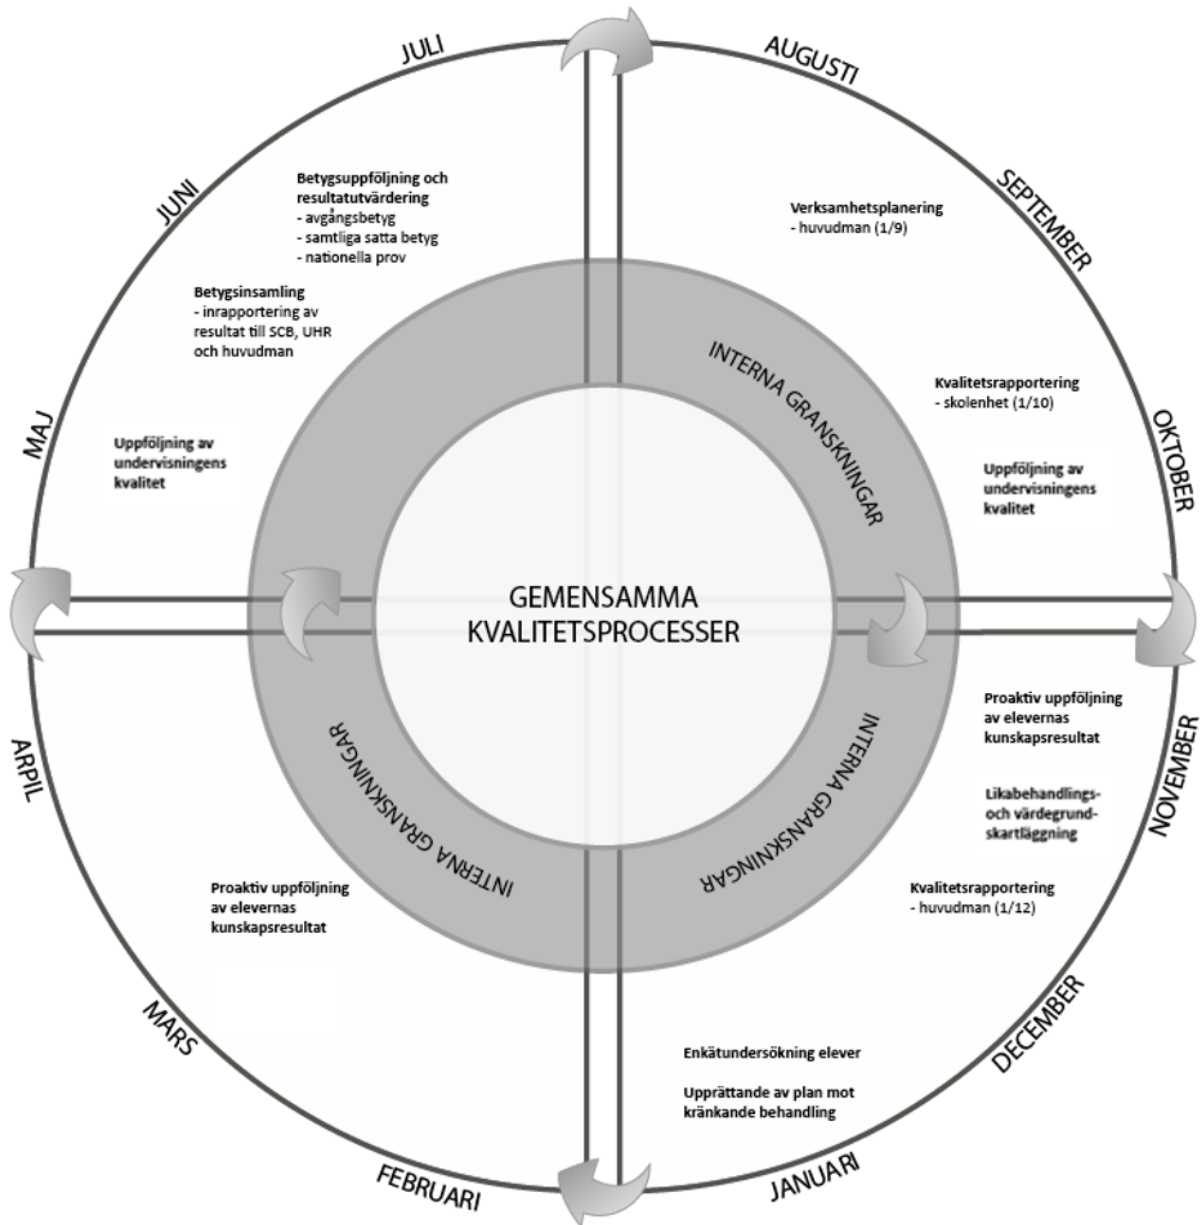 JULI
AUGUSTI
JUNI
SEPTEMBER
Betygsuppföljning och
resultatutvärdering
- avgångsbetyg
- samtliga satta betyg
- nationella prov
Verksamhetsplanering
- huvudman (1/9)
Betygsinsamling
- inrapportering av
resultat till SCB, UHR
och huvudman
INTERNA GRANSKNINGAR
Kvalitetsrapportering
- skolenhet (1/10)
MAJ
OKTOBER
Uppföljning av
undervisningens
kvalitet
Uppföljning av
undervisningens
kvalitet
GEMENSAMMA
KVALITETSPROCESSER
Proaktiv uppföljning
av elevernas
kunskapsresultat
ARPIL
INTERNA GRANSKNINGAR
INTERNA GRANSKNINGAR
NOVEMBER
Likabehandlings-
och värdegrund-
skartläggning
Proaktiv uppföljning
av elevernas
kunskapsresultat
Kvalitetsrapportering
- huvudman (1/12)
MARS
DECEMBER
Enkätundersökning elever
Upprättande av plan mot
kränkande behandling
FEBRUARI
JANUARI